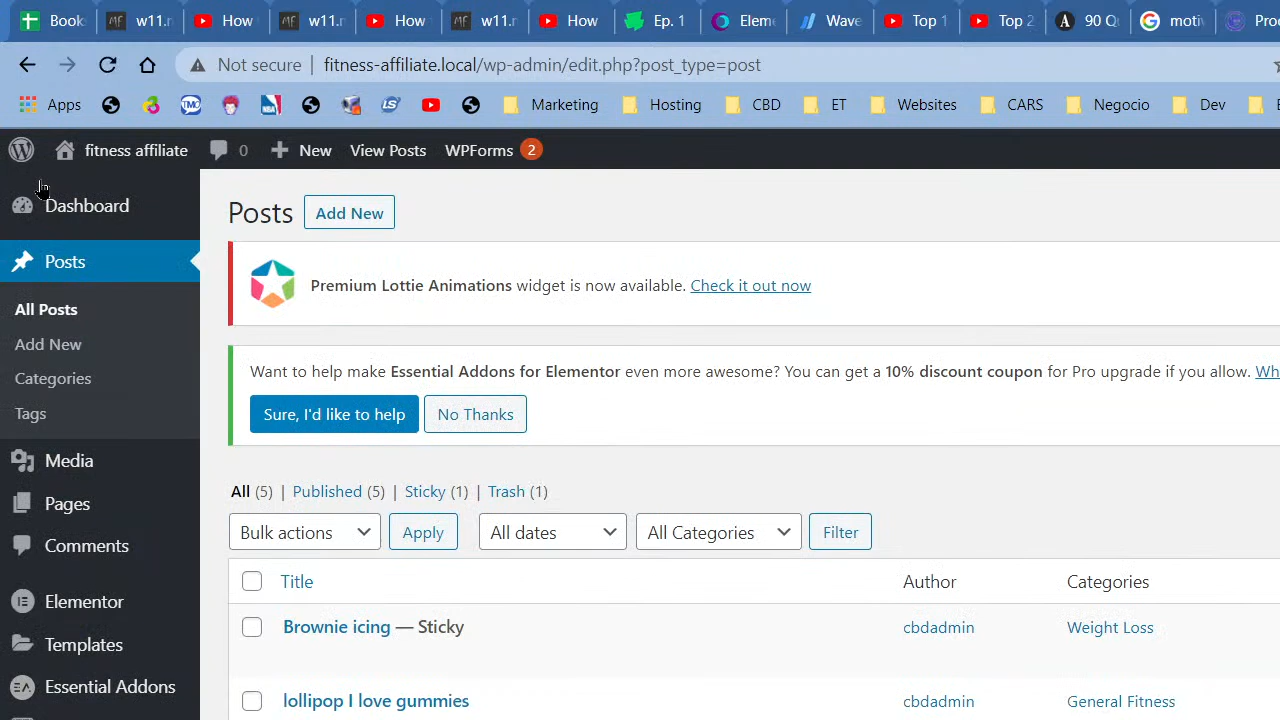 Book w11.r How w11.r How w11.r How Ep. 1 Elem Wave Top 1 Top 2 90 Q motiv Proc
Not secure | fitness-affiliate.local/wp-admin/edit.php?post_type=post
Apps Marketing Hosting CBD ET Websites CARS Negocio Dev
fitness affiliate 0 New View Posts WPForms 2
Dashboard
Posts
All Posts
Add New
Categories
Tags
Media
Pages
Comments
Elementor
Templates
Essential Addons
Posts Add New
Premium Lottie Animations widget is now available. Check it out now
Want to help make Essential Addons for Elementor even more awesome? You can get a 10% discount coupon for Pro upgrade if you allow. Wh
Sure, I'd like to help No Thanks
All (5) | Published (5) | Sticky (1) | Trash (1)
Bulk actions Apply All dates All Categories Filter
Title Author Categories
Brownie icing — Sticky cbdadmin Weight Loss
lollipop I love gummies cbdadmin General Fitness